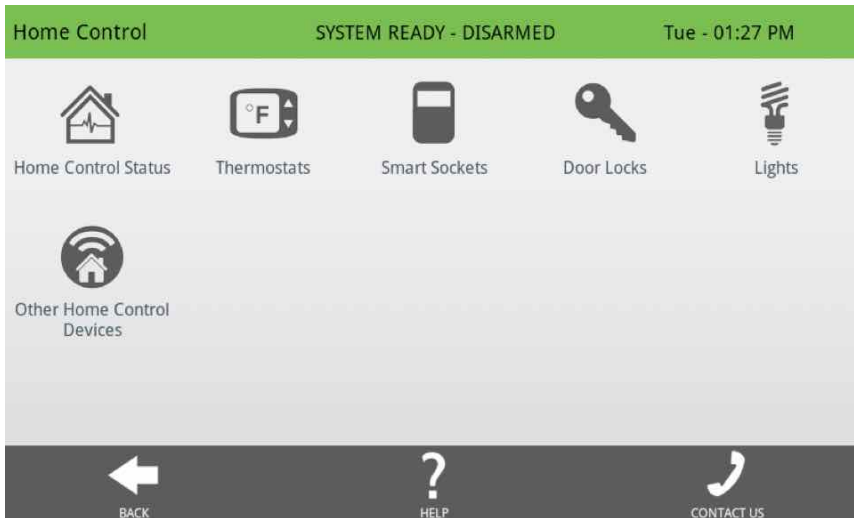 Home Control SYSTEM READY - DISARMED Tue - 01:27 PM
°F
Home Control Status Thermostats Smart Sockets Door Locks Lights
Other Home Control
Devices
?
BACK HELP CONTACT US